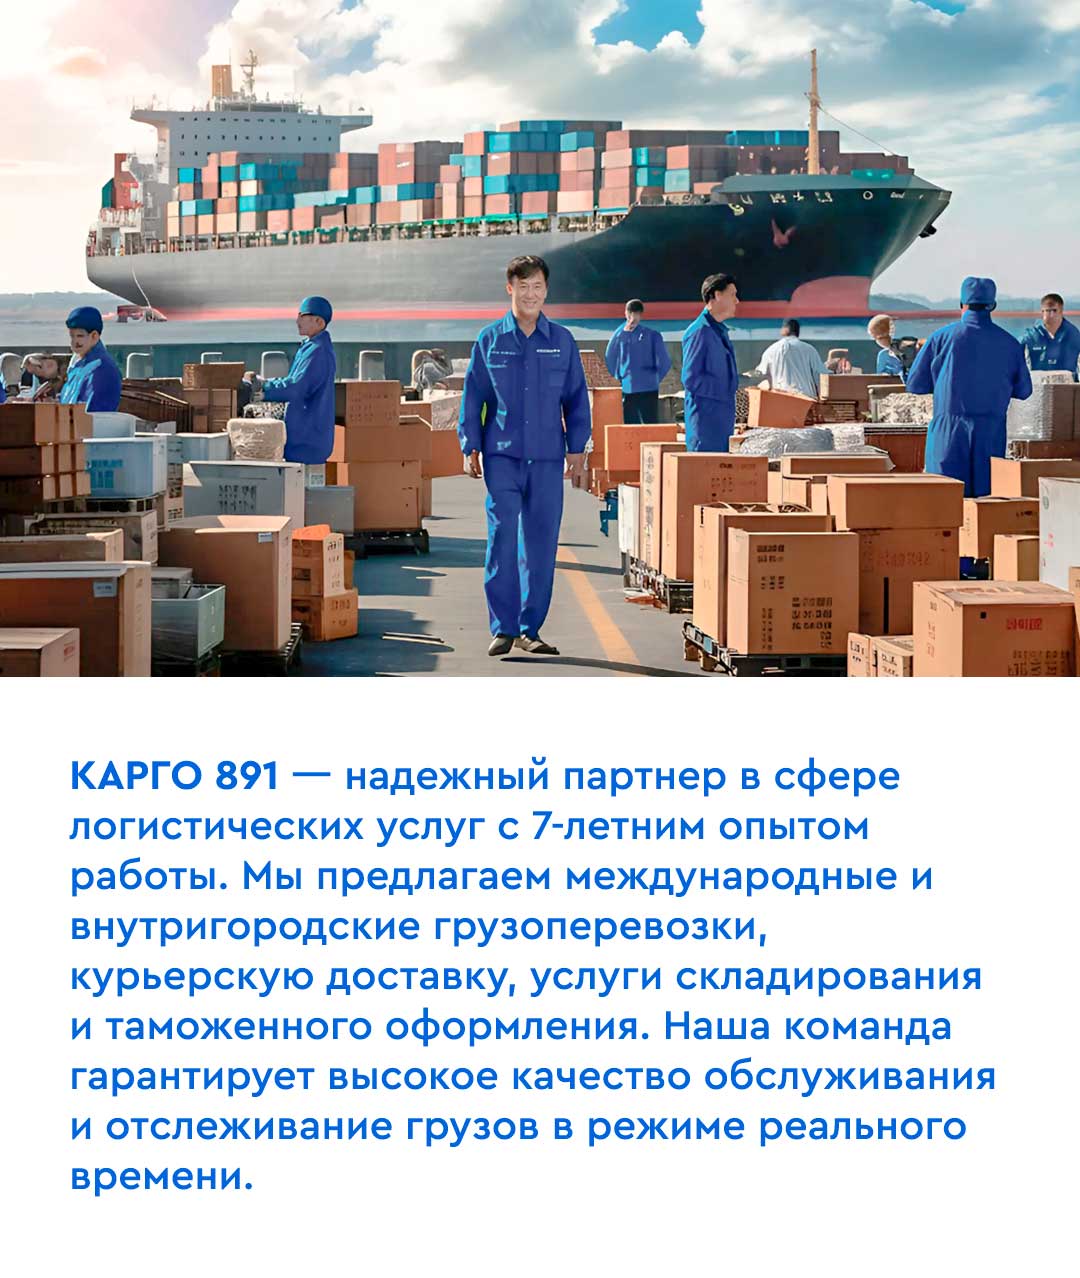 КАРГО 891 — надежный партнер в сфере
логистических услуг с 7-летним опытом
работы. Мы предлагаем международные и
внутригородские грузоперевозки,
курьерскую доставку, услуги складирования
и таможенного оформления. Наша команда
гарантирует высокое качество обслуживания
и отслеживание грузов в режиме реального
времени.